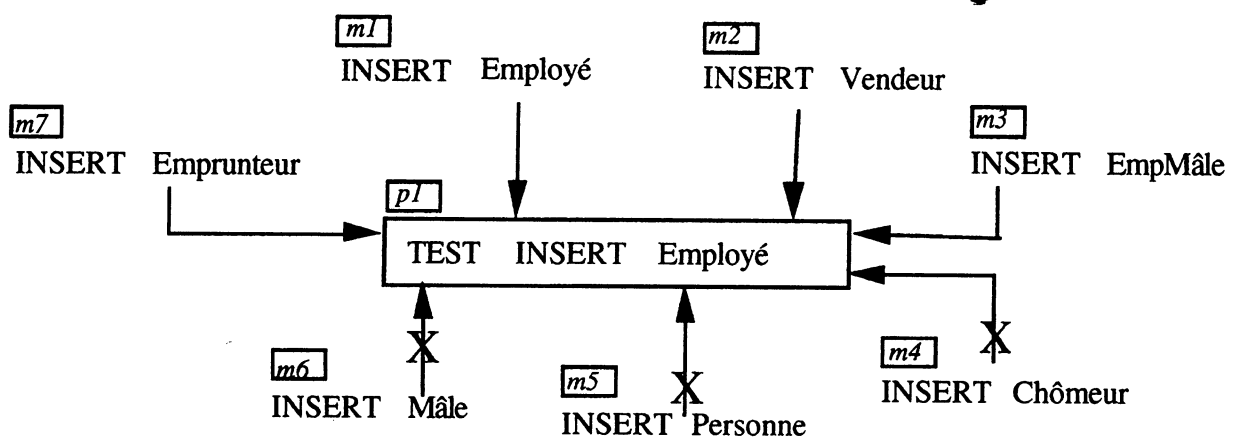 m1
INSERT Employé
m2
INSERT Vendeur
m7
INSERT Emprunteur
m3
INSERT EmpMâle
p1
TEST INSERT Employé
m6
INSERT Mâle
m5
INSERT Personne
m4
INSERT Chômeur